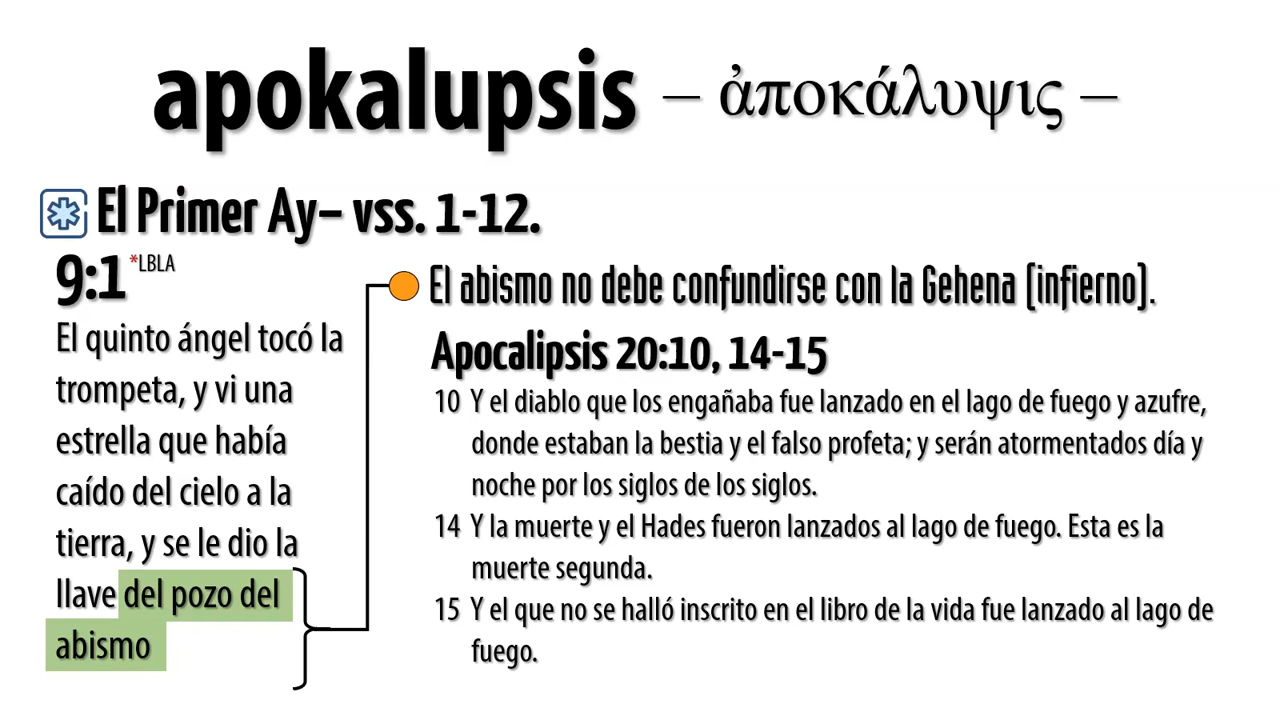 apokalupsis – ἀποκάλυψις –
El Primer Ay– vss. 1-12.
9:1 *LBLA
El quinto ángel tocó la
trompeta, y vi una
estrella que había
caído del cielo a la
tierra, y se le dio la
llave del pozo del
abismo
El abismo no debe confundirse con la Gehena (infierno).
Apocalipsis 20:10, 14-15
10 Y el diablo que los engañaba fue lanzado en el lago de fuego y azufre,
donde estaban la bestia y el falso profeta; y serán atormentados día y
noche por los siglos de los siglos.
14 Y la muerte y el Hades fueron lanzados al lago de fuego. Esta es la
muerte segunda.
15 Y el que no se halló inscrito en el libro de la vida fue lanzado al lago de
fuego.